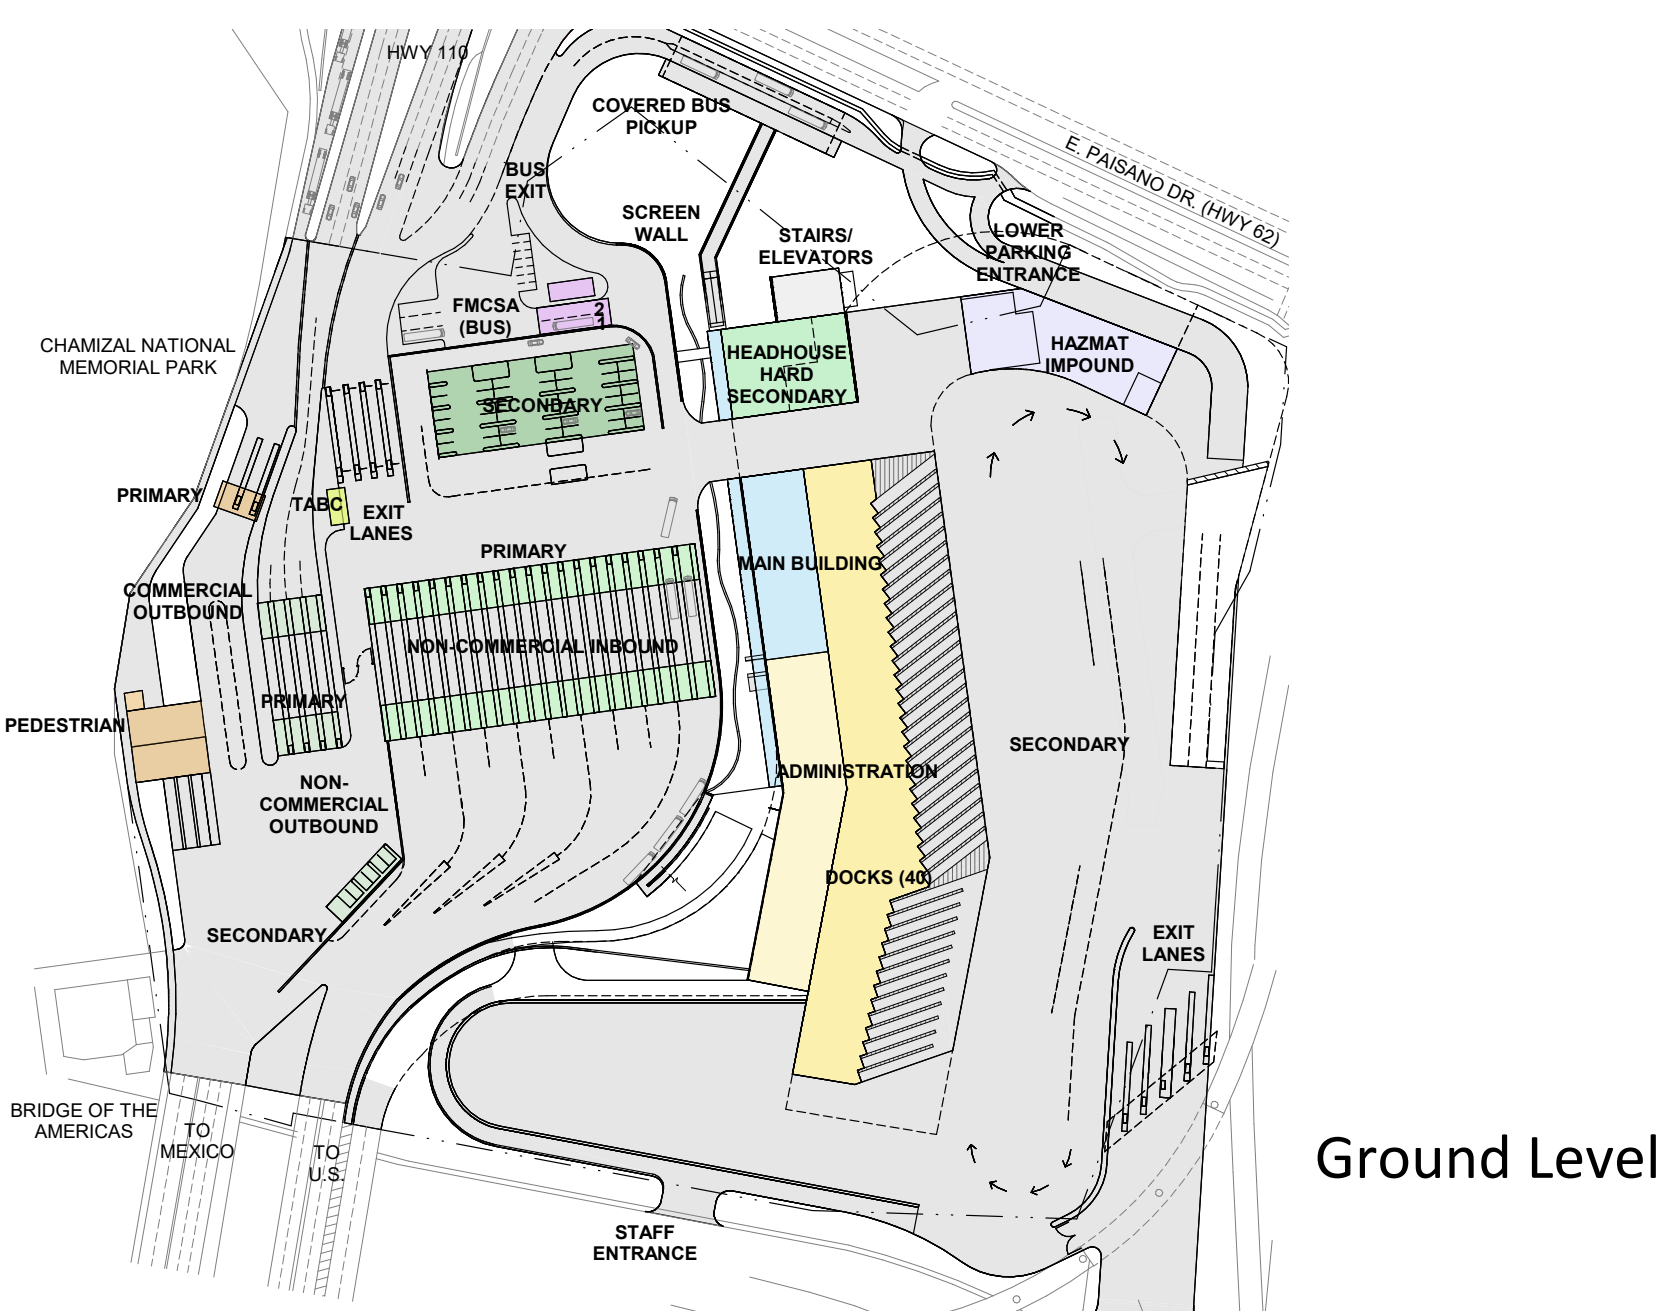 HWY 110
COVERED BUS
PICKUP
E. PAISANO DR. (HWY 62)
BUS
EXIT
SCREEN
WALL
STAIRS/
ELEVATORS
LOWER
PARKING
ENTRANCE
FMCSA
(BUS)
2
1
CHAMIZAL NATIONAL
MEMORIAL PARK
HEADHOUSE
HARD
SECONDARY
HAZMAT
IMPOUND
SECONDARY
PRIMARY
TABC
EXIT
LANES
PRIMARY
MAIN BUILDING
COMMERCIAL
OUTBOUND
NON-COMMERCIAL INBOUND
PRIMARY
PEDESTRIAN
SECONDARY
ADMINISTRATION
NON-
COMMERCIAL
OUTBOUND
DOCKS (40)
SECONDARY
EXIT
LANES
BRIDGE OF THE
AMERICAS
TO
MEXICO
TO
U.S.
Ground Level
STAFF
ENTRANCE